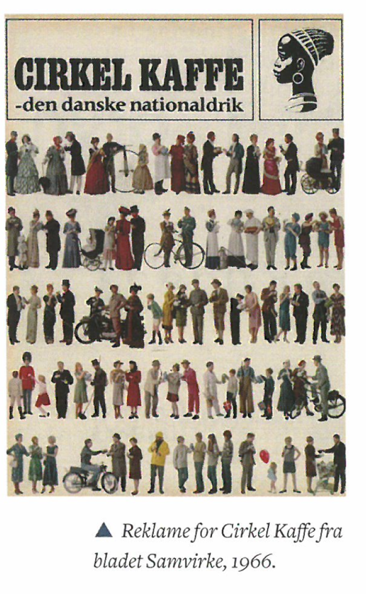 CIRKEL KAFFE
-den danske nationaldrik
▲ Reklame for Cirkel Kaffe fra
bladet Samvirke, 1966.